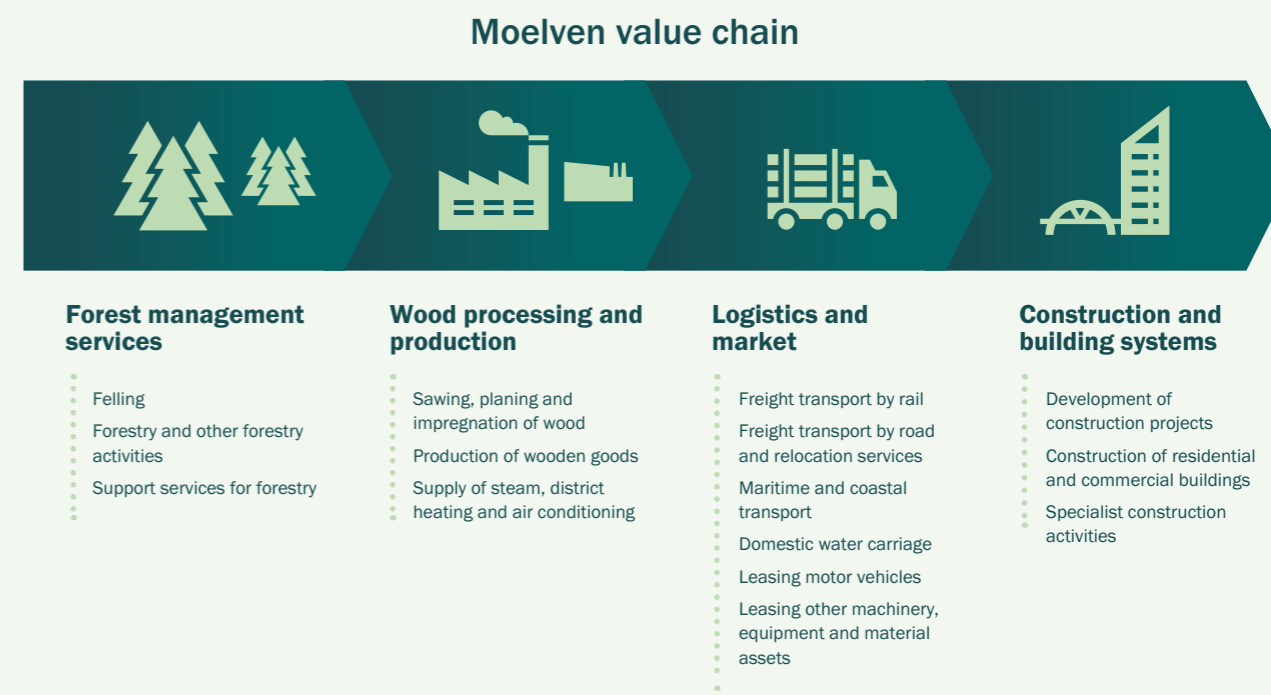 Moelven value chain
Forest management
services
Felling
Forestry and other forestry
activities
Support services for forestry
Wood processing and
production
Sawing, planing and
impregnation of wood
Production of wooden goods
Supply of steam, district
heating and air conditioning
Logistics and
market
Freight transport by rail
Freight transport by road
and relocation services
Maritime and coastal
transport
Domestic water carriage
Leasing motor vehicles
Leasing other machinery,
equipment and material
assets
Construction and
building systems
Development of
construction projects
Construction of residential
and commercial buildings
Specialist construction
activities